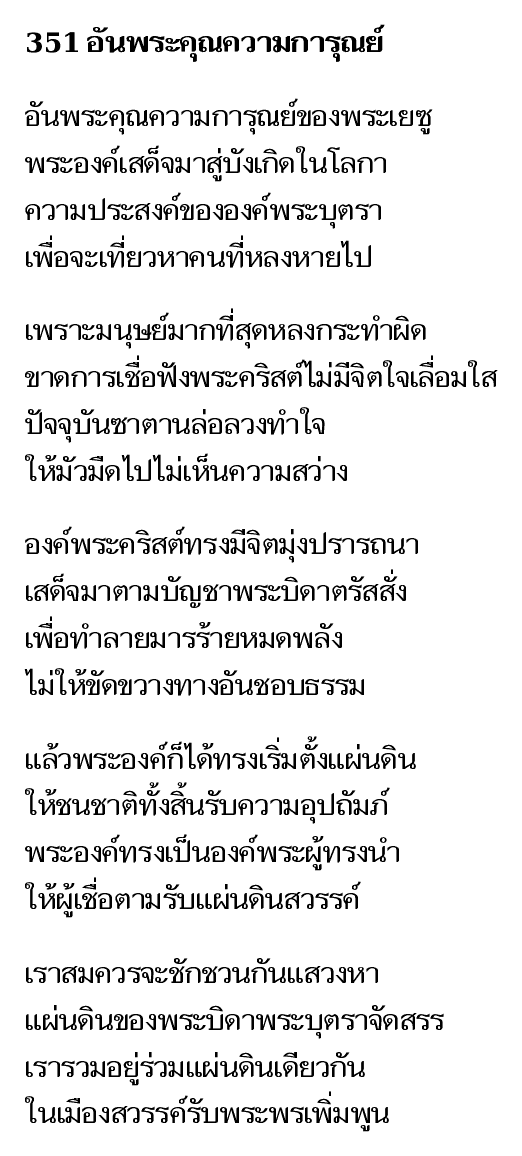 351 อันพระคุณความการุณย์
อันพระคุณความการุณย์ของพระเยซู
พระองค์เสด็จมาสู่บังเกิดในโลกา
ความประสงค์ขององค์พระบุตรา
เพื่อจะเที่ยวหาคนที่หลงหายไป
เพราะมนุษย์มากที่สุดหลงกระทำผิด
ขาดการเชื่อฟังพระคริสต์ไม่มีจิตใจเลื่อมใส
ปัจจุบันซาตานล่อลวงทำใจ
ให้มัวมืดไปไม่เห็นความสว่าง
องค์พระคริสต์ทรงมีจิตมุ่งปรารถนา
เสด็จมาตามบัญชาพระบิดาตรัสสั่ง
เพื่อทำลายมารร้ายหมดพลัง
ไม่ให้ขัดขวางทางอันชอบธรรม
แล้วพระองค์ก็ได้ทรงเริ่มตั้งแผ่นดิน
ให้ชนชาติทั้งสิ้นรับความอุปถัมภ์
พระองค์ทรงเป็นองค์พระผู้ทรงนำ
ให้ผู้เชื่อตามรับแผ่นดินสวรรค์
เราสมควรจะชักชวนกันแสวงหา
แผ่นดินของพระบิดาพระบุตราจัดสรร
เรารวมอยู่ร่วมแผ่นดินเดียวกัน
ในเมืองสวรรค์รับพระพรเพิ่มพูน